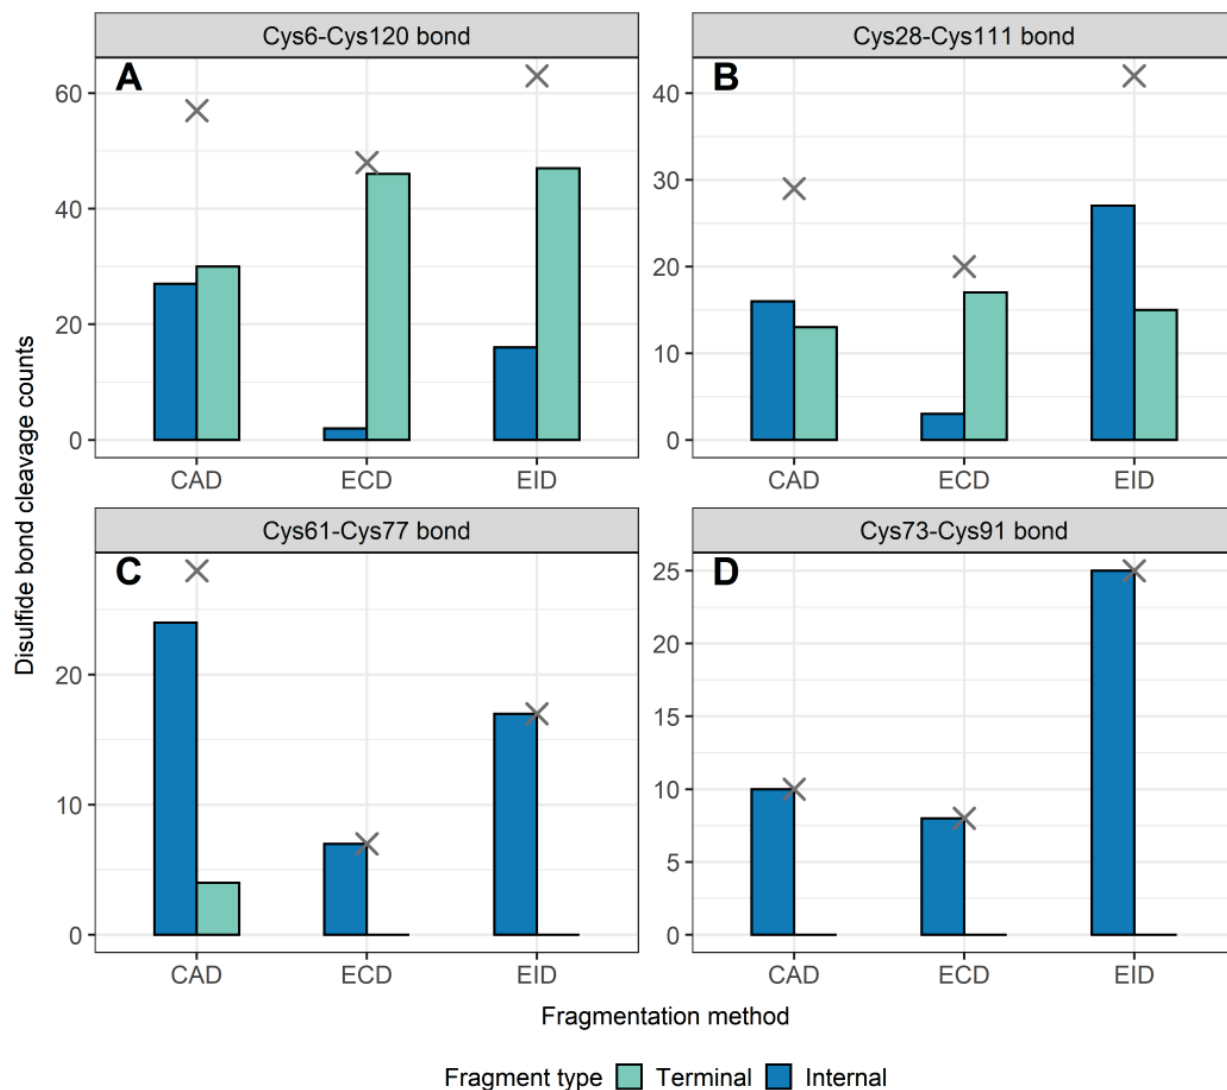 Cys6-Cys120 bond
Cys28-Cys111 bond
A
B
60
40
20
0
40
30
20
10
0
CAD ECD EID
CAD ECD EID
Cys61-Cys77 bond
Cys73-Cys91 bond
C
D
20
10
0
25
20
15
10
5
0
CAD ECD EID
CAD ECD EID
Disulfide bond cleavage counts
Fragmentation method
Fragment type Terminal Internal